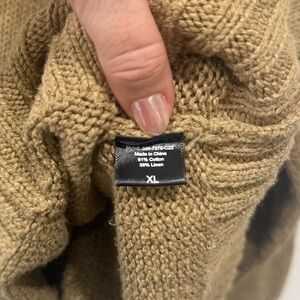 Made in China
61% Cotton
39% Linen
XL